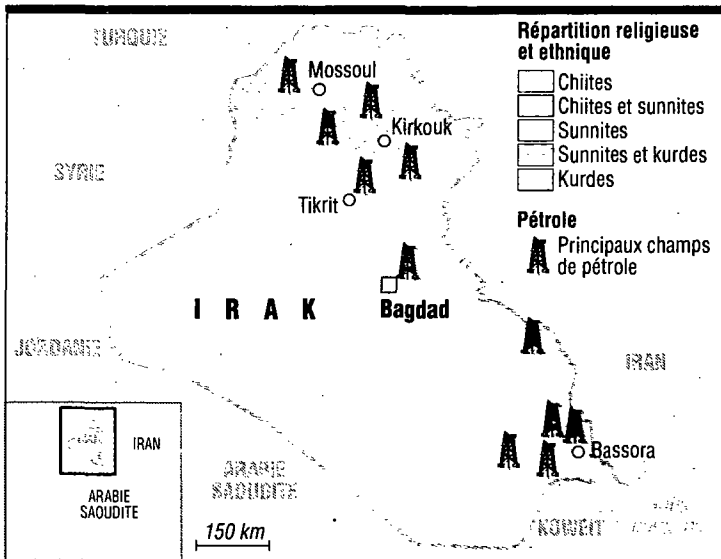 TURQUIE
Répartition religieuse
et ethnique
Chiites
Chiites et sunnites
Sunnites
Sunnites et kurdes
Kurdes
Pétrole
Principaux champs
de pétrole
Mossoul
Kirkouk
SYRIE
Tikrit
IRAK
Bagdad
JORDANIE
IRAN
Bassora
ARABIE
SAOUDITE
KOWEIT
150 km
IRAN
ARABIE
SAOUDITE